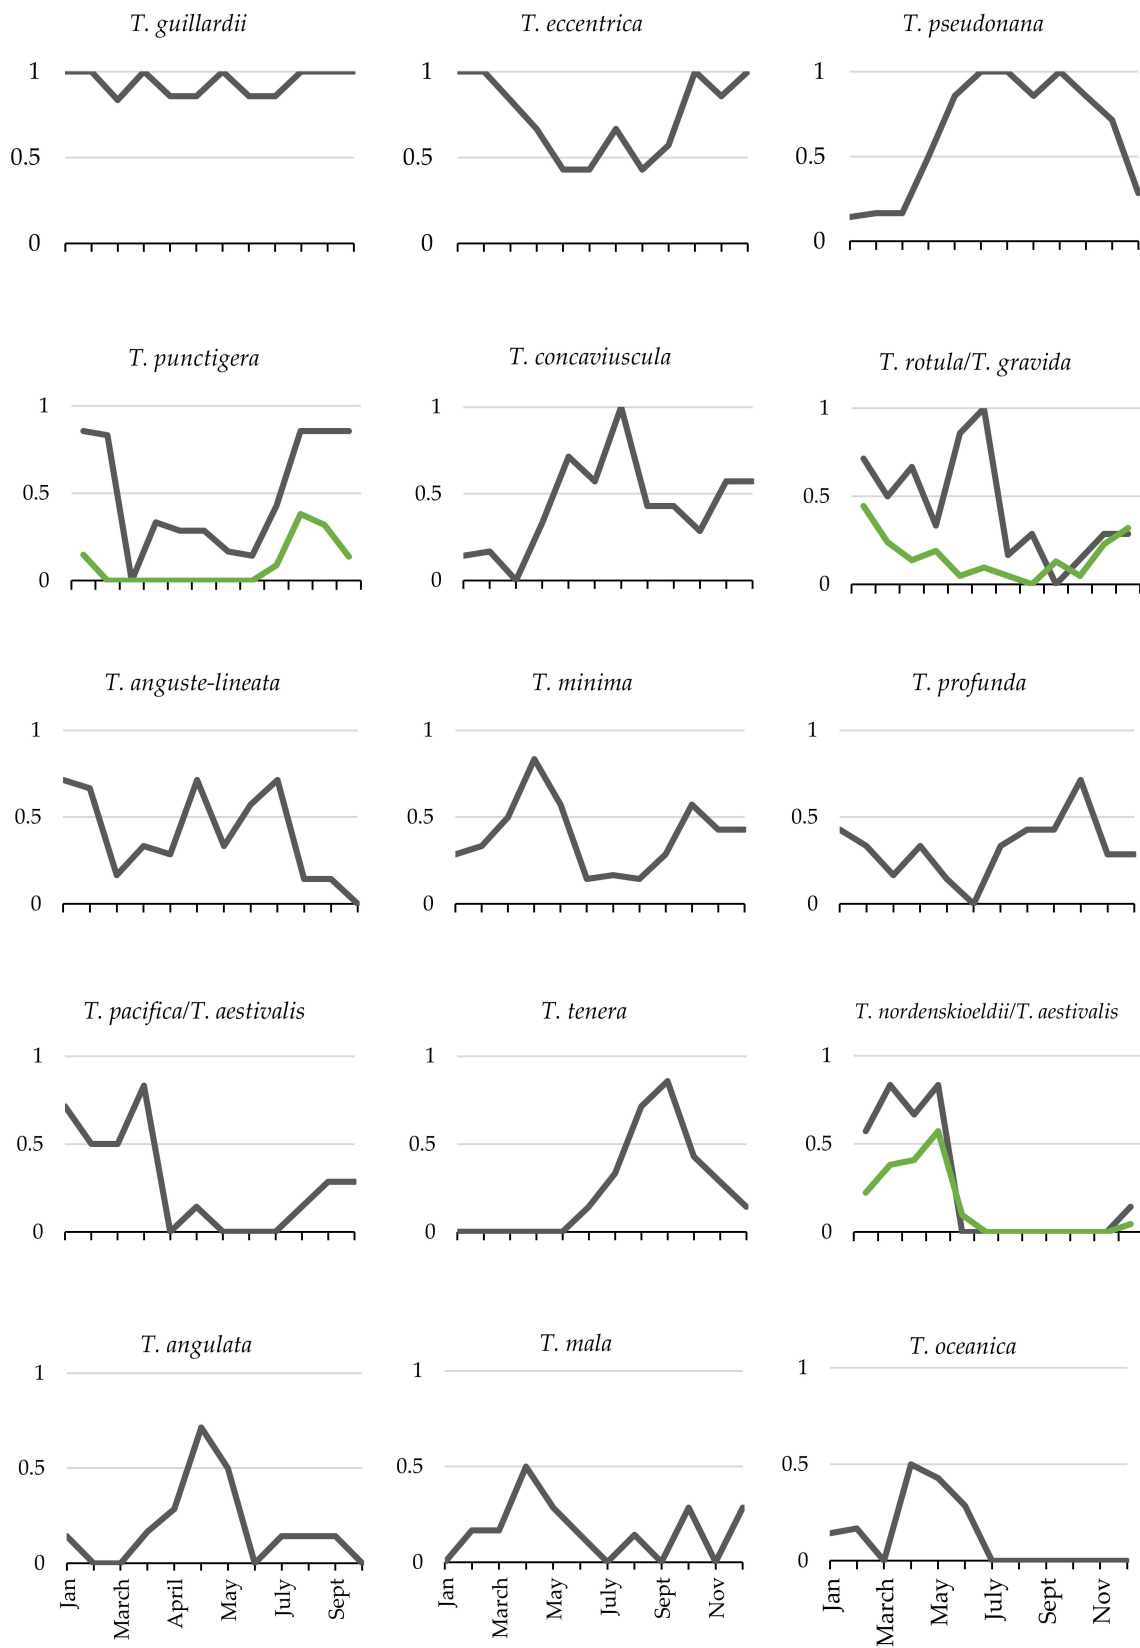 T. guillardii
T. eccentrica
T. pseudonana
1
0.5
0
1
0.5
0
1
0.5
0
T. punctigera
T. concaviuscula
T. rotula/T. gravida
1
0.5
0
1
0.5
0
1
0.5
0
T. anguste-lineata
T. minima
T. profunda
1
0.5
0
1
0.5
0
1
0.5
0
T. pacifica/T. aestivalis
T. tenera
T. nordenskioeldii/T. aestivalis
1
0.5
0
1
0.5
0
1
0.5
0
T. angulata
T. mala
T. oceanica
1
0.5
0
Jan
March
April
May
July
Sept
1
0.5
0
Jan
March
May
July
Sept
Nov
1
0.5
0
Jan
March
May
July
Sept
Nov